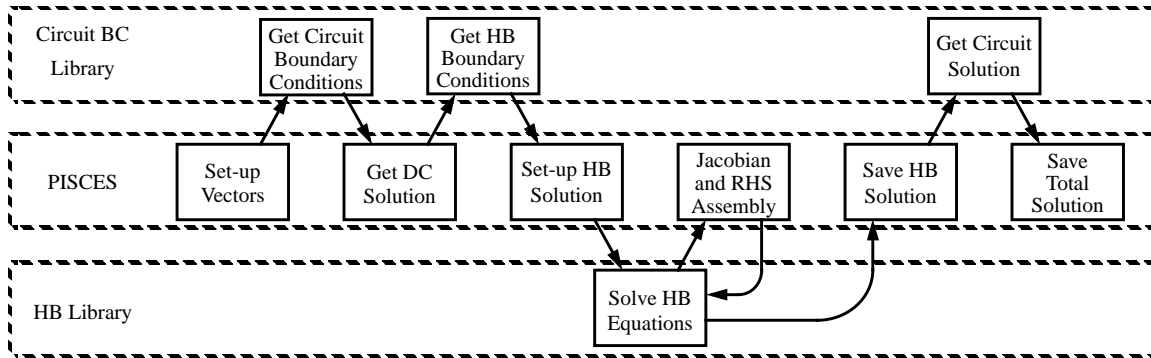 Circuit BC
Library
Get Circuit
Boundary
Conditions
Get HB
Boundary
Conditions
Get Circuit
Solution
PISCES
Set-up
Vectors
Get DC
Solution
Set-up HB
Solution
Jacobian
and RHS
Assembly
Save HB
Solution
Save
Total
Solution
HB Library
Solve HB
Equations